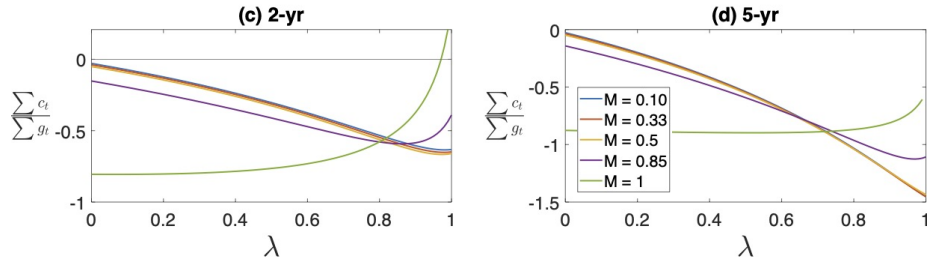 (c) 2-yr
0
-0.5
-1
∑ c_t
∑ g_t
0 0.2 0.4 0.6 0.8 1
λ
(d) 5-yr
0
-0.5
-1
-1.5
∑ c_t
∑ g_t
M = 0.10
M = 0.33
M = 0.5
M = 0.85
M = 1
0 0.2 0.4 0.6 0.8 1
λ